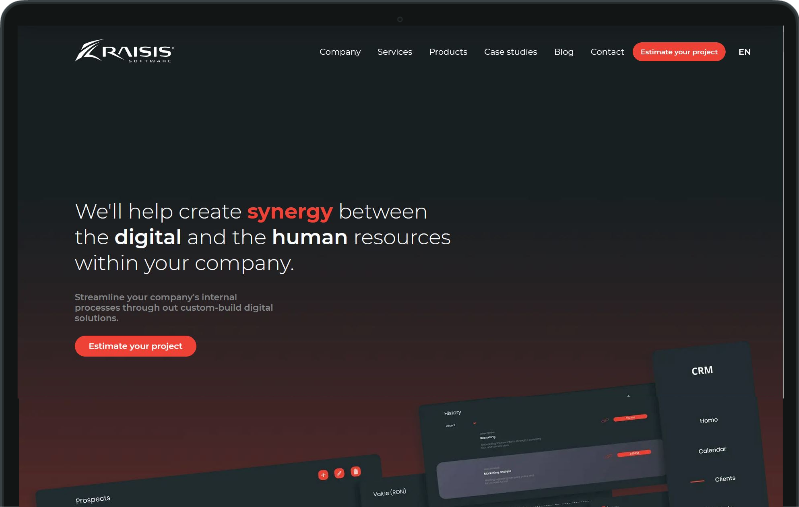 RAISIS
SOFTWARE
Company Services Products Case studies Blog Contact Estimate your project EN
We'll help create synergy between
the digital and the human resources
within your company.
Streamline your company's internal
processes through out custom-build digital
solutions.
Estimate your project
CRM
History
Home
Calendar
Clients
Value (RON)
Prospects